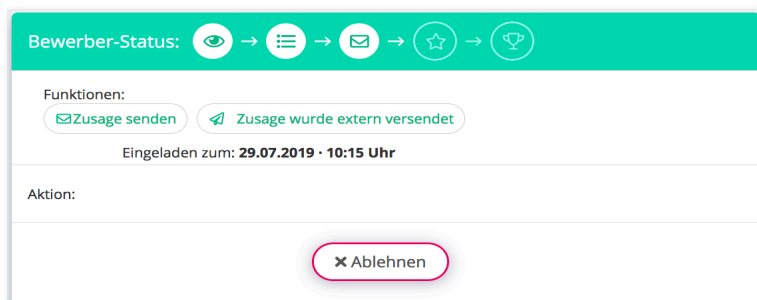 Bewerber-Status:
Funktionen:
Zusage senden
Zusage wurde extern versendet
Eingeladen zum: 29.07.2019 · 10:15 Uhr
Aktion:
Ablehnen